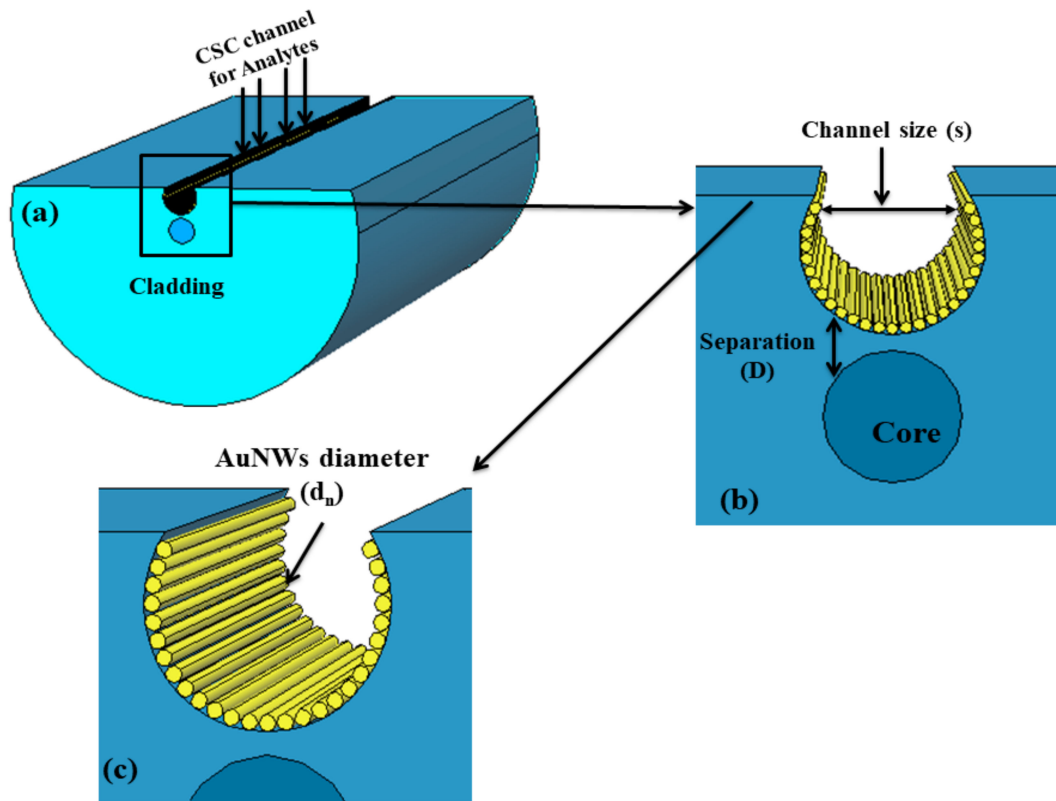 CSC channel
for Analytes
(a)
Cladding
Channel size (s)
Separation
(D)
Core
(b)
AuNWs diameter
(dₙ)
(c)